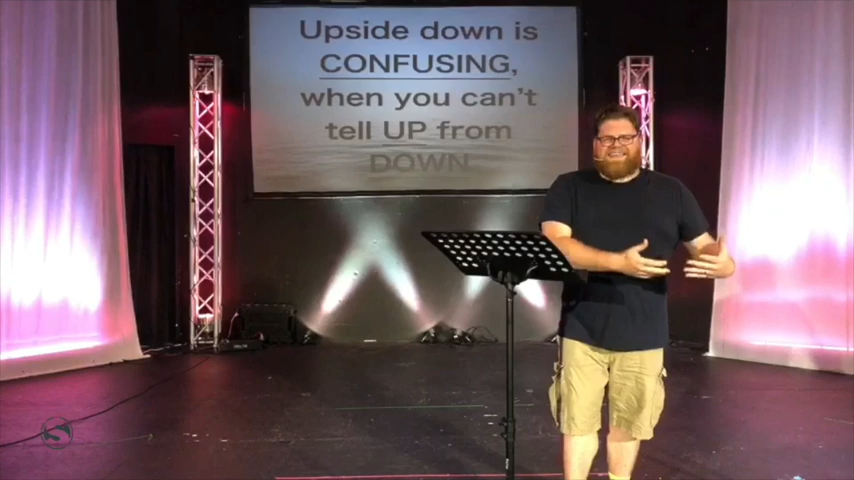 Upside down is
CONFUSING,
when you can't
tell UP from
DOWN